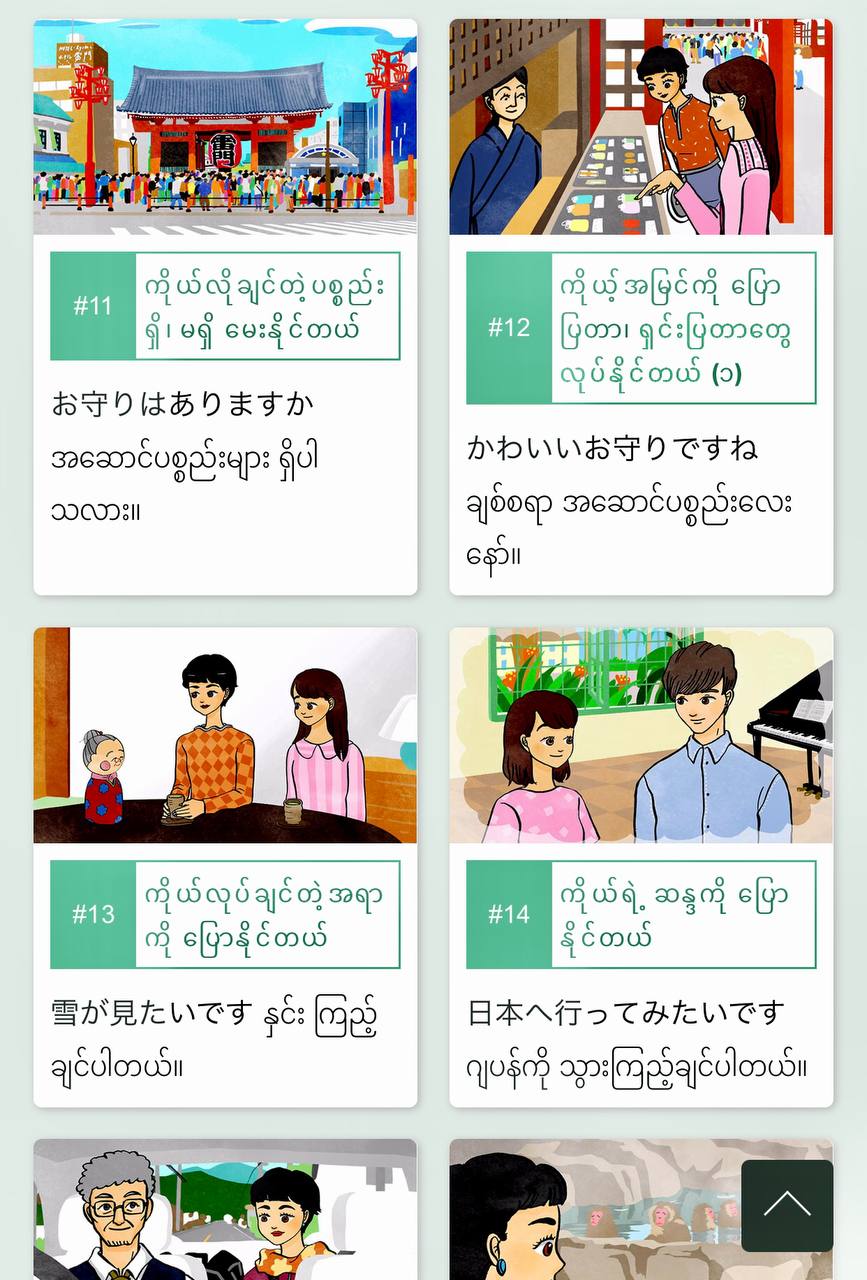 雷門
#11
ကိုယ်လိုချင်တဲ့ပစ္စည်း
ရှိ၊ မရှိ မေးနိုင်တယ်
お守りはありますか
အဆောင်ပစ္စည်းများ ရှိပါ
သလား။
#12
ကိုယ့်အမြင်ကို ပြော
ပြတာ၊ ရှင်းပြတာတွေ
လုပ်နိုင်တယ် (၁)
かわいいお守りですね
ချစ်စရာ အဆောင်ပစ္စည်းလေး
နော်။
#13
ကိုယ်လုပ်ချင်တဲ့အရာ
ကို ပြောနိုင်တယ်
雪が見たいです နှင်း ကြည့်
ချင်ပါတယ်။
#14
ကိုယ်ရဲ့ ဆန္ဒကို ပြော
နိုင်တယ်
日本へ行ってみたいです
ဂျပန်ကို သွားကြည့်ချင်ပါတယ်။